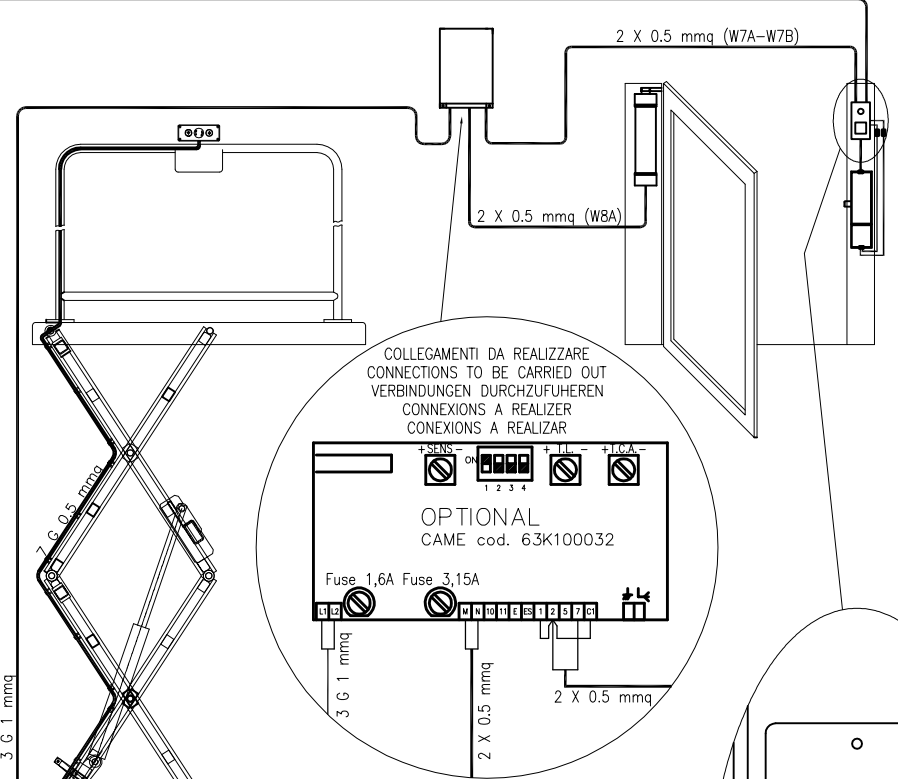 2 X 0.5 mmq (W7A-W7B)
2 X 0.5 mmq (W8A)
COLLEGAMENTI DA REALIZZARE
CONNECTIONS TO BE CARRIED OUT
VERBINDUNGEN DURCHZUFUHEREN
CONNEXIONS A REALIZER
CONEXIONS A REALIZAR
+SENS-
ON
1 2 3 4
+ T.L. -
+T.C.A.-
OPTIONAL
CAME cod. 63K100032
Fuse 1,6A Fuse 3,15A
L1 L2
M N 10 11 E ES 1 2 5 7 C1
7 G 0.5 mmq
3 G 1 mmq
3 G 1 mmq
2 X 0.5 mmq
2 X 0.5 mmq